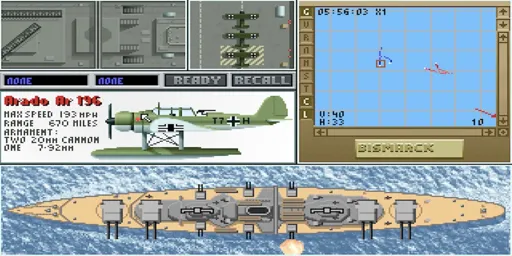 05:56:03 X1
NONE
NONE
READY
RECALL
Arado Ar 196
MAX SPEED 193 MPH
RANGE 670 MILES
ARMAMENT:
TWO 20MM CANNON
ONE 7.92MM
T7 H
G
C
L
V:40
H:33
10
BISMARCK